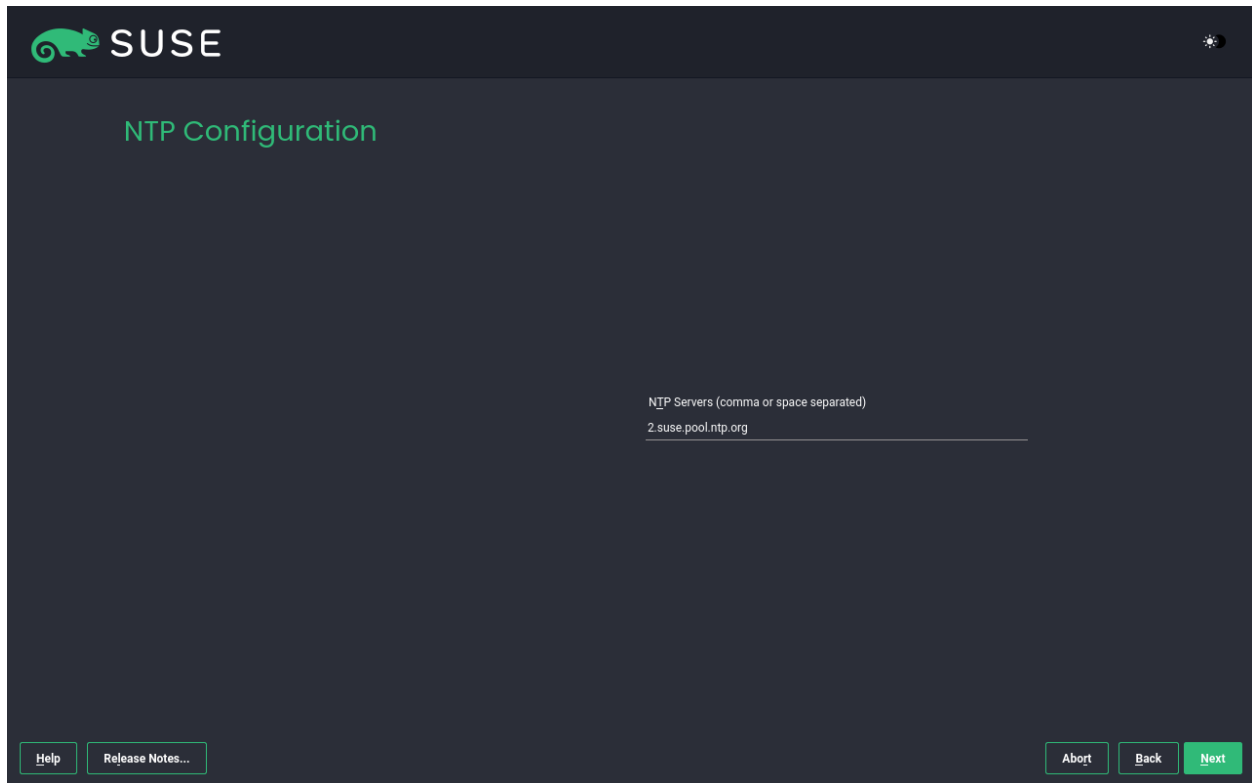 SUSE
NTP Configuration
NTP Servers (comma or space separated)
2.suse.pool.ntp.org
Help
Release Notes...
Abort
Back
Next